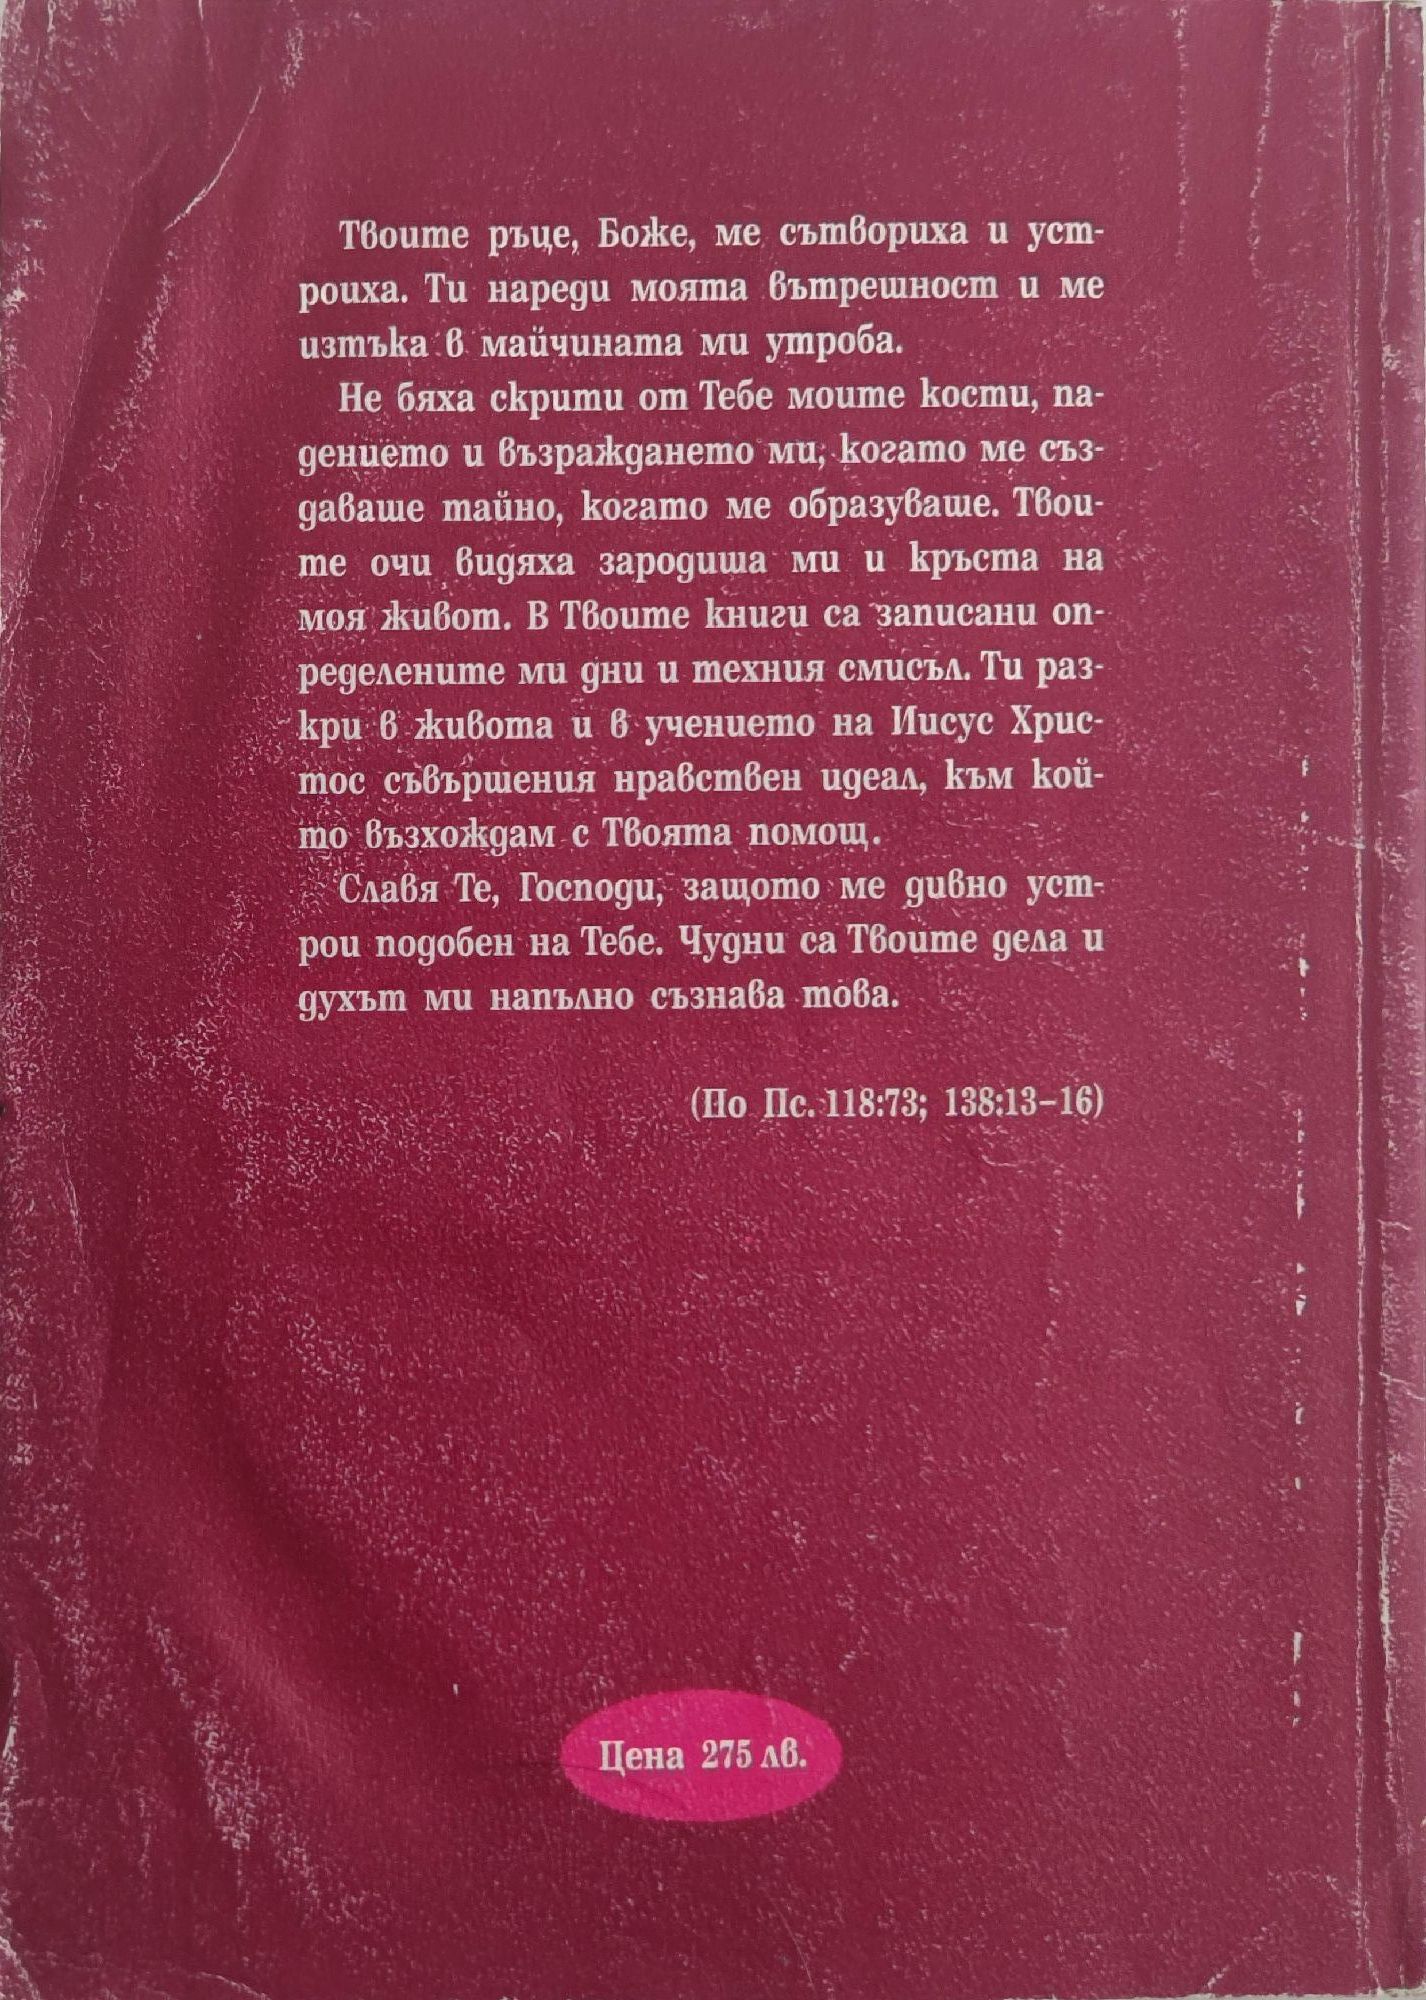 Твоите ръце, Боже, ме сътвориха и уст-
роиха. Ти нареди моята вътрешност и ме
изтъка в майчината ми утроба.
Не бяха скрити от Тебе моите кости, па-
дението и възраждането ми, когато ме съз-
даваше тайно, когато ме образуваше. Твои-
те очи видяха зародиша ми и кръста на
моя живот. В Твоите книги са записани оп-
ределените ми дни и техния смисъл. Ти раз-
кри в живота и в учението на Иисус Хрис-
тос съвършения нравствен идеал, към кой-
то възхождам с Твоята помощ.
Славя Те, Господи, защото ме дивно уст-
рои подобен на Тебе. Чудни са Твоите дела и
духът ми напълно съзнава това.
(По Пс. 118:73; 138:13–16)
Цена 275 лв.